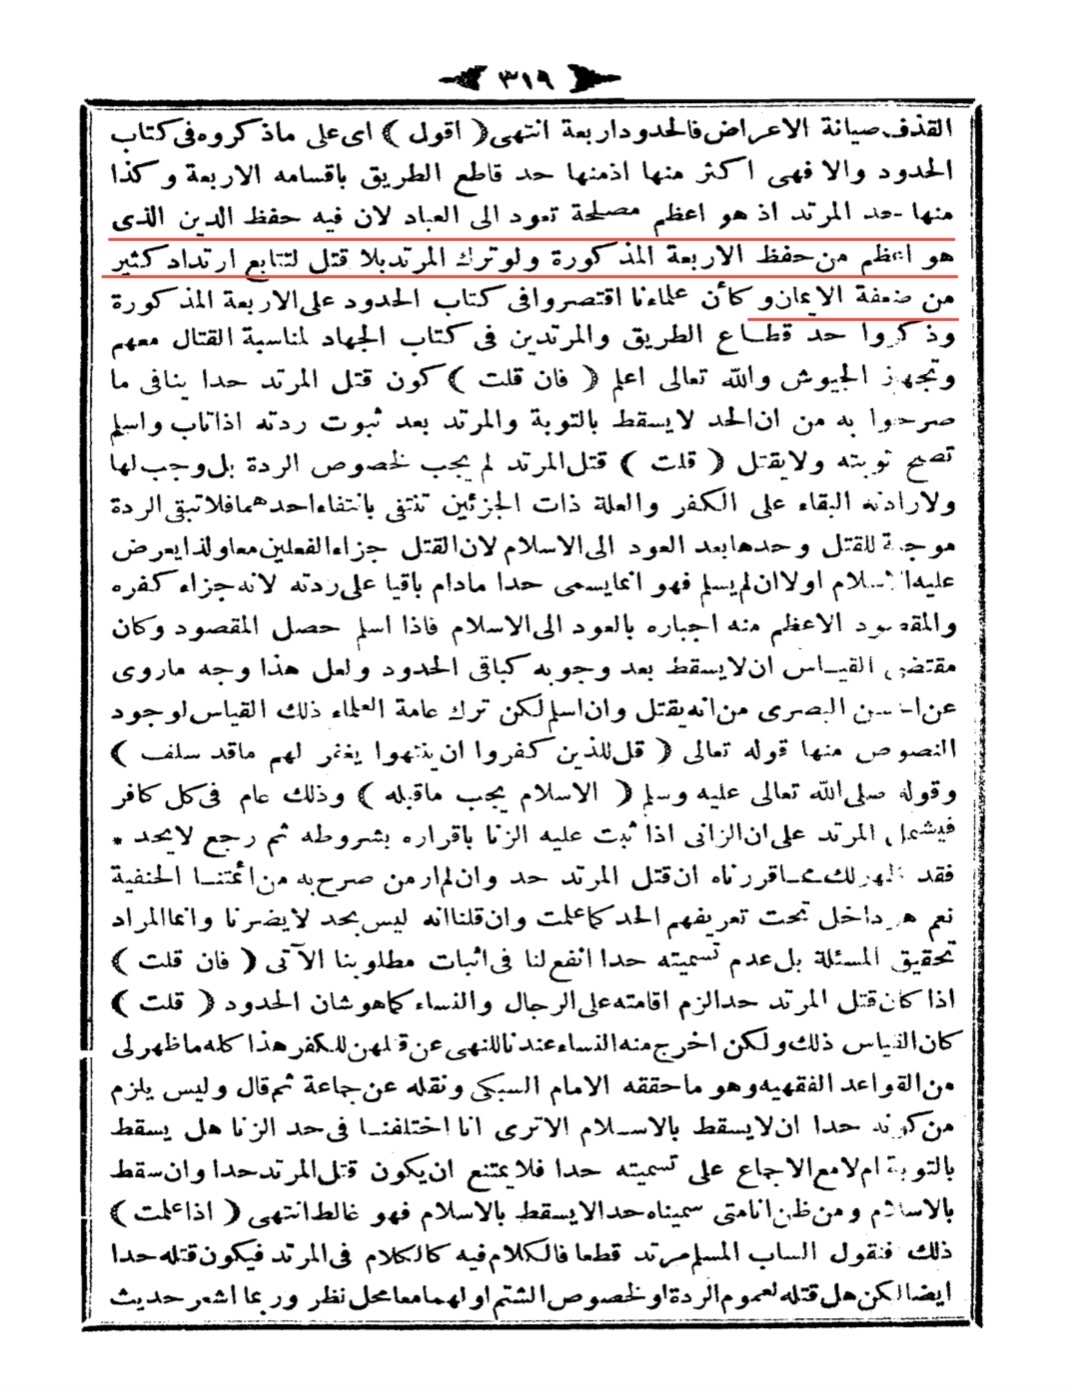 ٣١٩
القذف صيانة الاعراض فالحدود اربعة انتهى ( اقول ) اى على ماذكروه فى كتاب
الحدود والا فهى اكثر منها اذمنها حد قاطع الطريق باقسامه الاربعة وكذا
منها حد المرتد اذ هو اعظم مصلحة تعود الى العباد لان فيه حفظ الدين الذى
هو اعظم من حفظ الاربعة المذكورة ولو ترك المرتد بلا قتل لتتابع ارتداد كثير
من ضعفة الايمان وكأن علماءنا اقتصروا فى كتاب الحدود على الاربعة المذكورة
وذكروا حد قطاع الطريق والمرتدين فى كتاب الجهاد لمناسبة القتال معهم
وتجهيز الجيوش والله تعالى اعلم ( فان قلت ) كون قتل المرتد حدا ينافى ما
صرحوا به من ان الحد لا يسقط بالتوبة والمرتد بعد ثبوت ردته اذا تاب واسلم
تصح توبته ولا يقتل ( قلت ) قتل المرتد لم يجب لخصوص الردة بل وجب لها
ولارادته البقاء على الكفر والعلة ذات الجزئين تنتفى بانتفاء احدهما فلا تبقى الردة
موجبة للقتل وحدها بعد العود الى الاسلام لان القتل جزاء الفعلين معا ولذا يعرض
عليه الاسلام اولا ان لم يسلم فهو انما يسمى حدا مادام باقيا على ردته لانه جزاء كفره
والمقصود الاعظم منه اجباره بالعود الى الاسلام فاذا اسلم حصل المقصود وكان
مقتضى القياس ان لا يسقط بعد وجوبه كباقى الحدود ولعل هذا وجه ماروى
عن الحسن البصرى من انه يقتل وان اسلم لكن ترك عامة العلماء ذلك القياس لوجود
النصوص منها قوله تعالى ( قل للذين كفروا ان ينتهوا يغفر لهم ماقد سلف )
وقوله صلى الله تعالى عليه وسلم ( الاسلام يجب ماقبله ) وذلك عام فى كل كافر
فيشمل المرتد على ان الزانى اذا ثبت عليه الزنا باقراره بشروطه ثم رجع لا يحد *
فقد ظهر لك مما قررناه ان قتل المرتد حد وان لم ار من صرح به من ائمتنا الحنفية
نعم هو داخل تحت تعريفهم الحد كما علمت وان قلنا انه ليس بحد لا يضرنا وانما المراد
تحقيق المسئلة بل عدم تسميته حدا انفع لنا فى اثبات مطلوبنا الآتى ( فان قلت )
اذا كان قتل المرتد حدا لزم اقامته على الرجال والنساء كما هو شان الحدود ( قلت )
كان القياس ذلك ولكن اخرج منه النساء عندنا للنهى عن قتلهن للكفر هذا كله ماظهر لى
من القواعد الفقهيه وهو ماحققه الامام السبكى ونقله عن جماعة ثم قال وليس يلزم
من كونه حدا ان لا يسقط بالاسلام الاترى انا اختلفنا فى حد الزنا هل يسقط
بالتوبة ام لا مع الاجماع على تسميته حدا فلا يمتنع ان يكون قتل المرتد حدا وان سقط
بالاسلام ومن ظن انا متى سميناه حدا لايسقط بالاسلام فهو غالط انتهى ( اذا علمت )
ذلك فنقول الساب المسلم مرتد قطعا فالكلام فيه كالكلام فى المرتد فيكون قتله حدا
ايضا لكن هل قتله لعموم الردة او لخصوص الشتم او لهما معا محل نظر وربما اشعر حديث